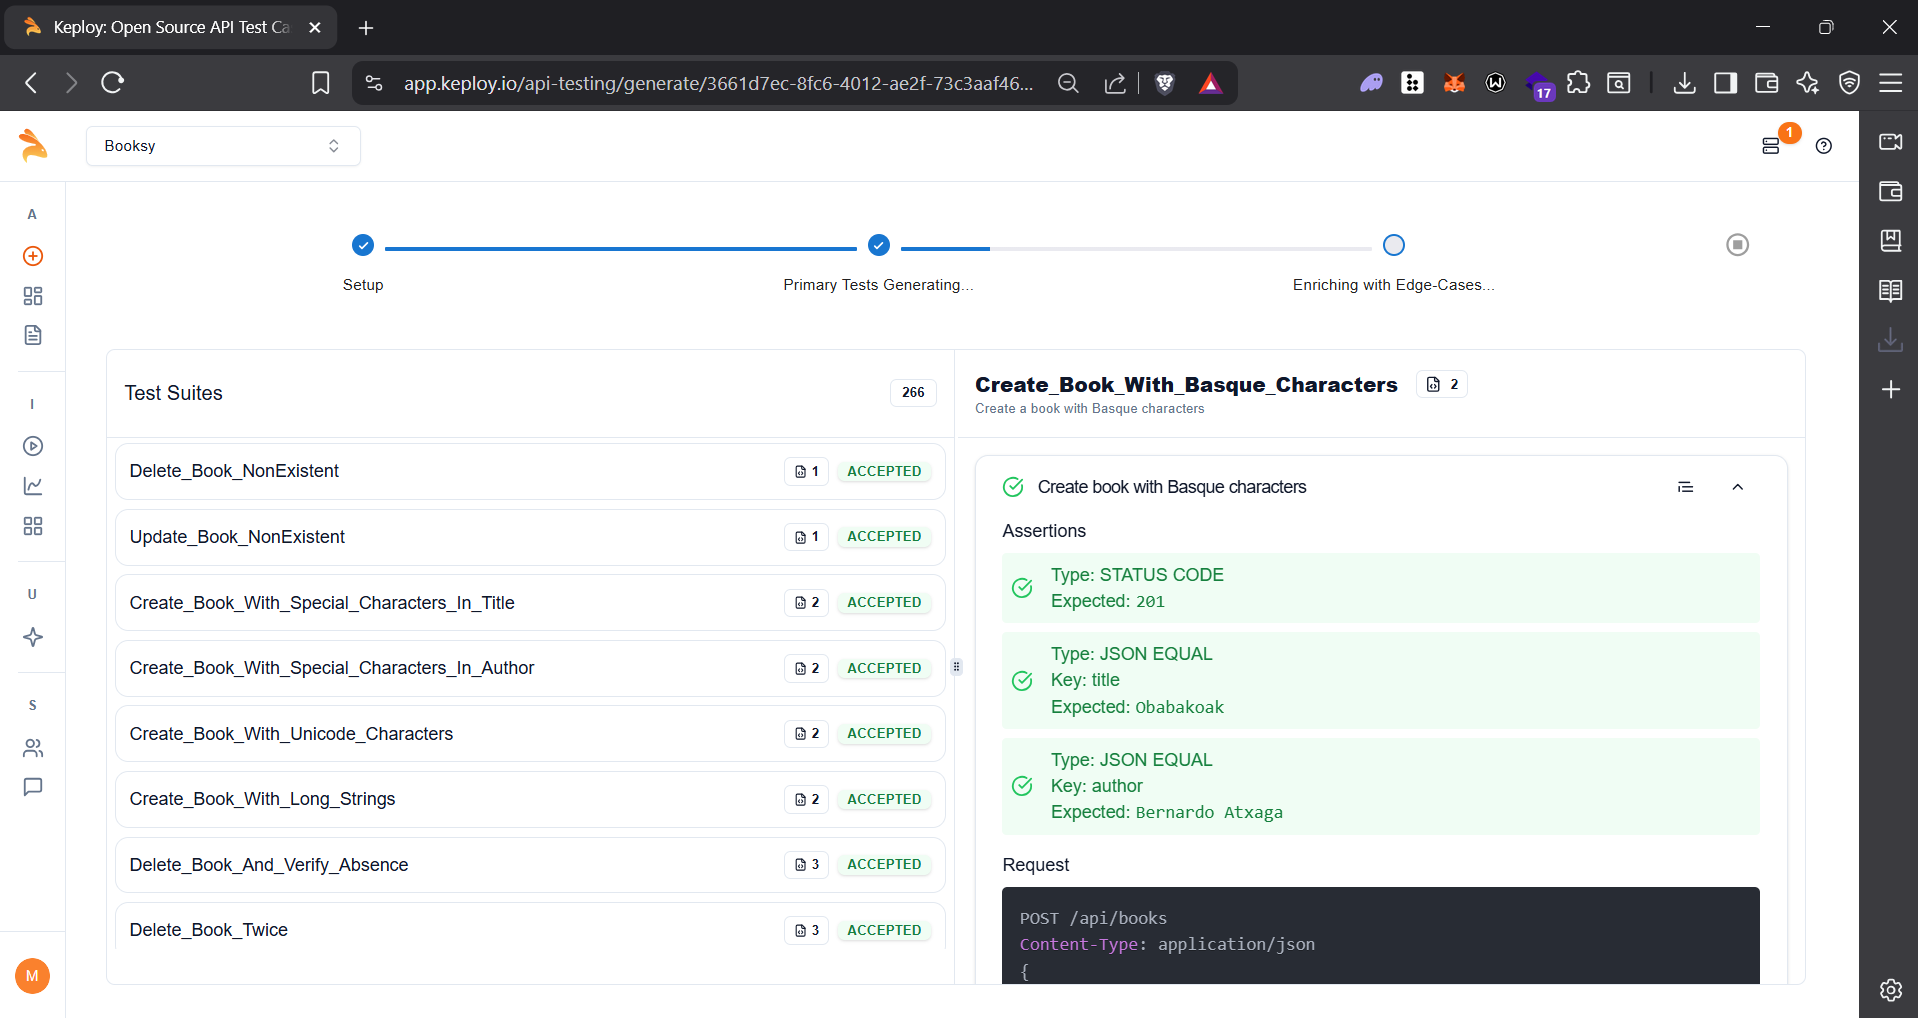 Keploy: Open Source API Test Ca
app.keploy.io/api-testing/generate/3661d7ec-8fc6-4012-ae2f-73c3aaf46...
17
Booksy
1
A
I
U
S
M
Setup
Primary Tests Generating...
Enriching with Edge-Cases...
Test Suites
266
Delete_Book_NonExistent 1 ACCEPTED
Update_Book_NonExistent 1 ACCEPTED
Create_Book_With_Special_Characters_In_Title 2 ACCEPTED
Create_Book_With_Special_Characters_In_Author 2 ACCEPTED
Create_Book_With_Unicode_Characters 2 ACCEPTED
Create_Book_With_Long_Strings 2 ACCEPTED
Delete_Book_And_Verify_Absence 3 ACCEPTED
Delete_Book_Twice 3 ACCEPTED
Create_Book_With_Basque_Characters 2
Create a book with Basque characters
Create book with Basque characters
Assertions
Type: STATUS CODE
Expected: 201
Type: JSON EQUAL
Key: title
Expected: Obabakoak
Type: JSON EQUAL
Key: author
Expected: Bernardo Atxaga
Request
POST /api/books
Content-Type: application/json
{